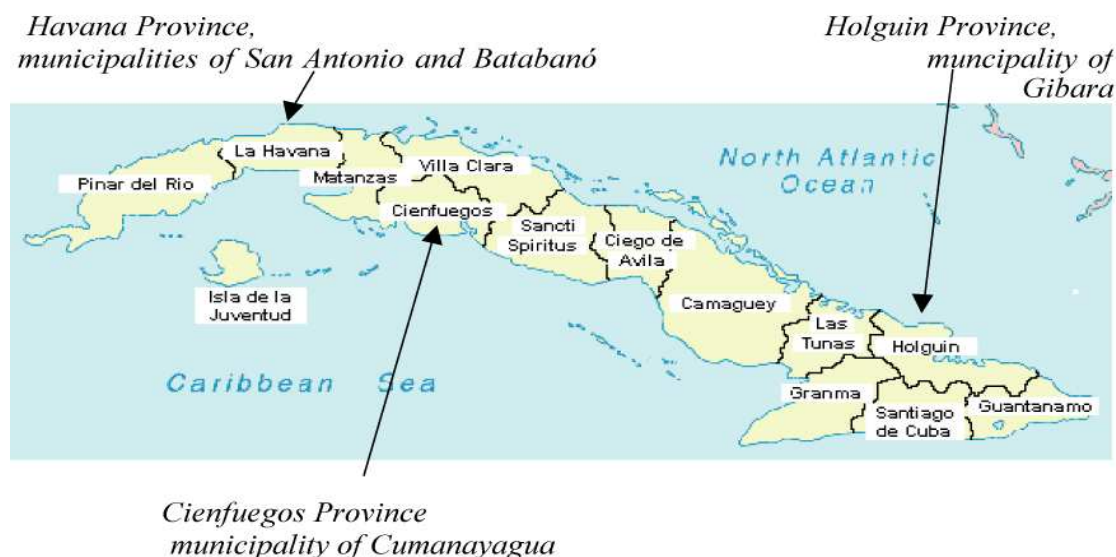 Havana Province,
municipalities of San Antonio and Batabanó
Holguin Province,
muncipality of
Gibara
La Havana
Pinar del Rio
Matanzas
Villa Clara
Cienfuegos
Sancti
Spiritus
Ciego de
Avila
North Atlantic
Ocean
Isla de la
Juventud
Camaguey
Las
Tunas
Holguin
Caribbean Sea
Granma
Santiago
de Cuba
Guantanamo
Cienfuegos Province
municipality of Cumanayagua